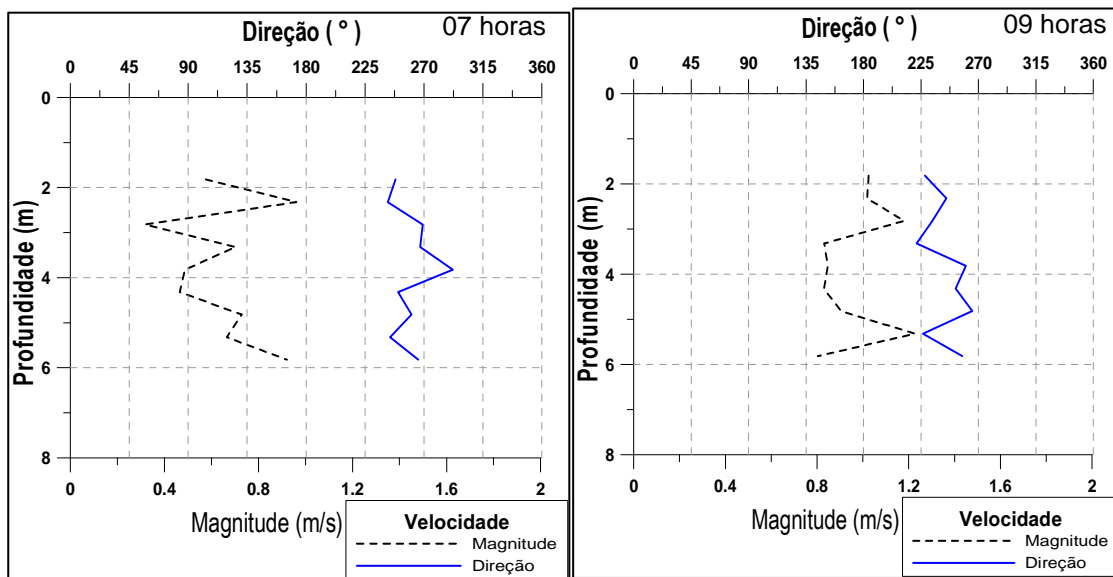 Direção ( ° ) 07 horas
0 45 90 135 180 225 270 315 360
0
2
4
6
8
Profundidade (m)
0 0.4 0.8 1.2 1.6 2
Magnitude (m/s)
Velocidade
Magnitude
Direção
Direção ( ° ) 09 horas
0 45 90 145 180 225 270 315 360
0
2
4
6
8
Profundidade (m)
0 0.4 0.8 1.2 1.6 2
Magnitude (m/s)
Velocidade
Magnitude
Direção